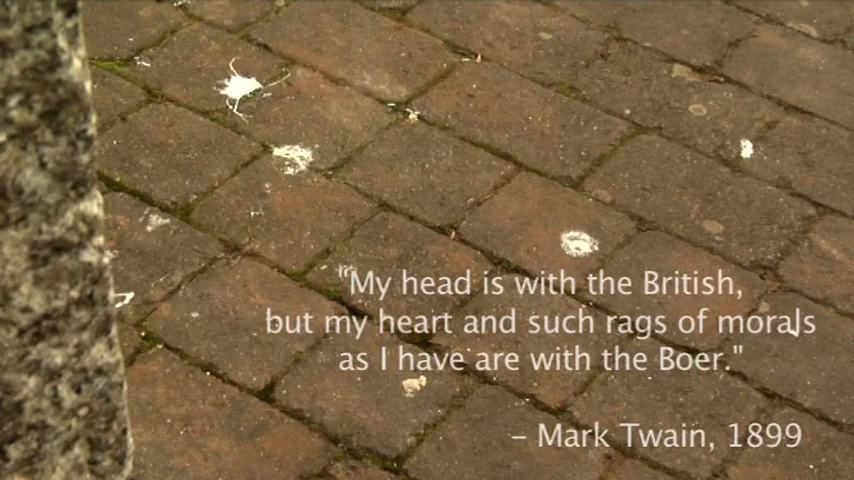 "My head is with the British,
but my heart and such rags of morals
as I have are with the Boer."
– Mark Twain, 1899